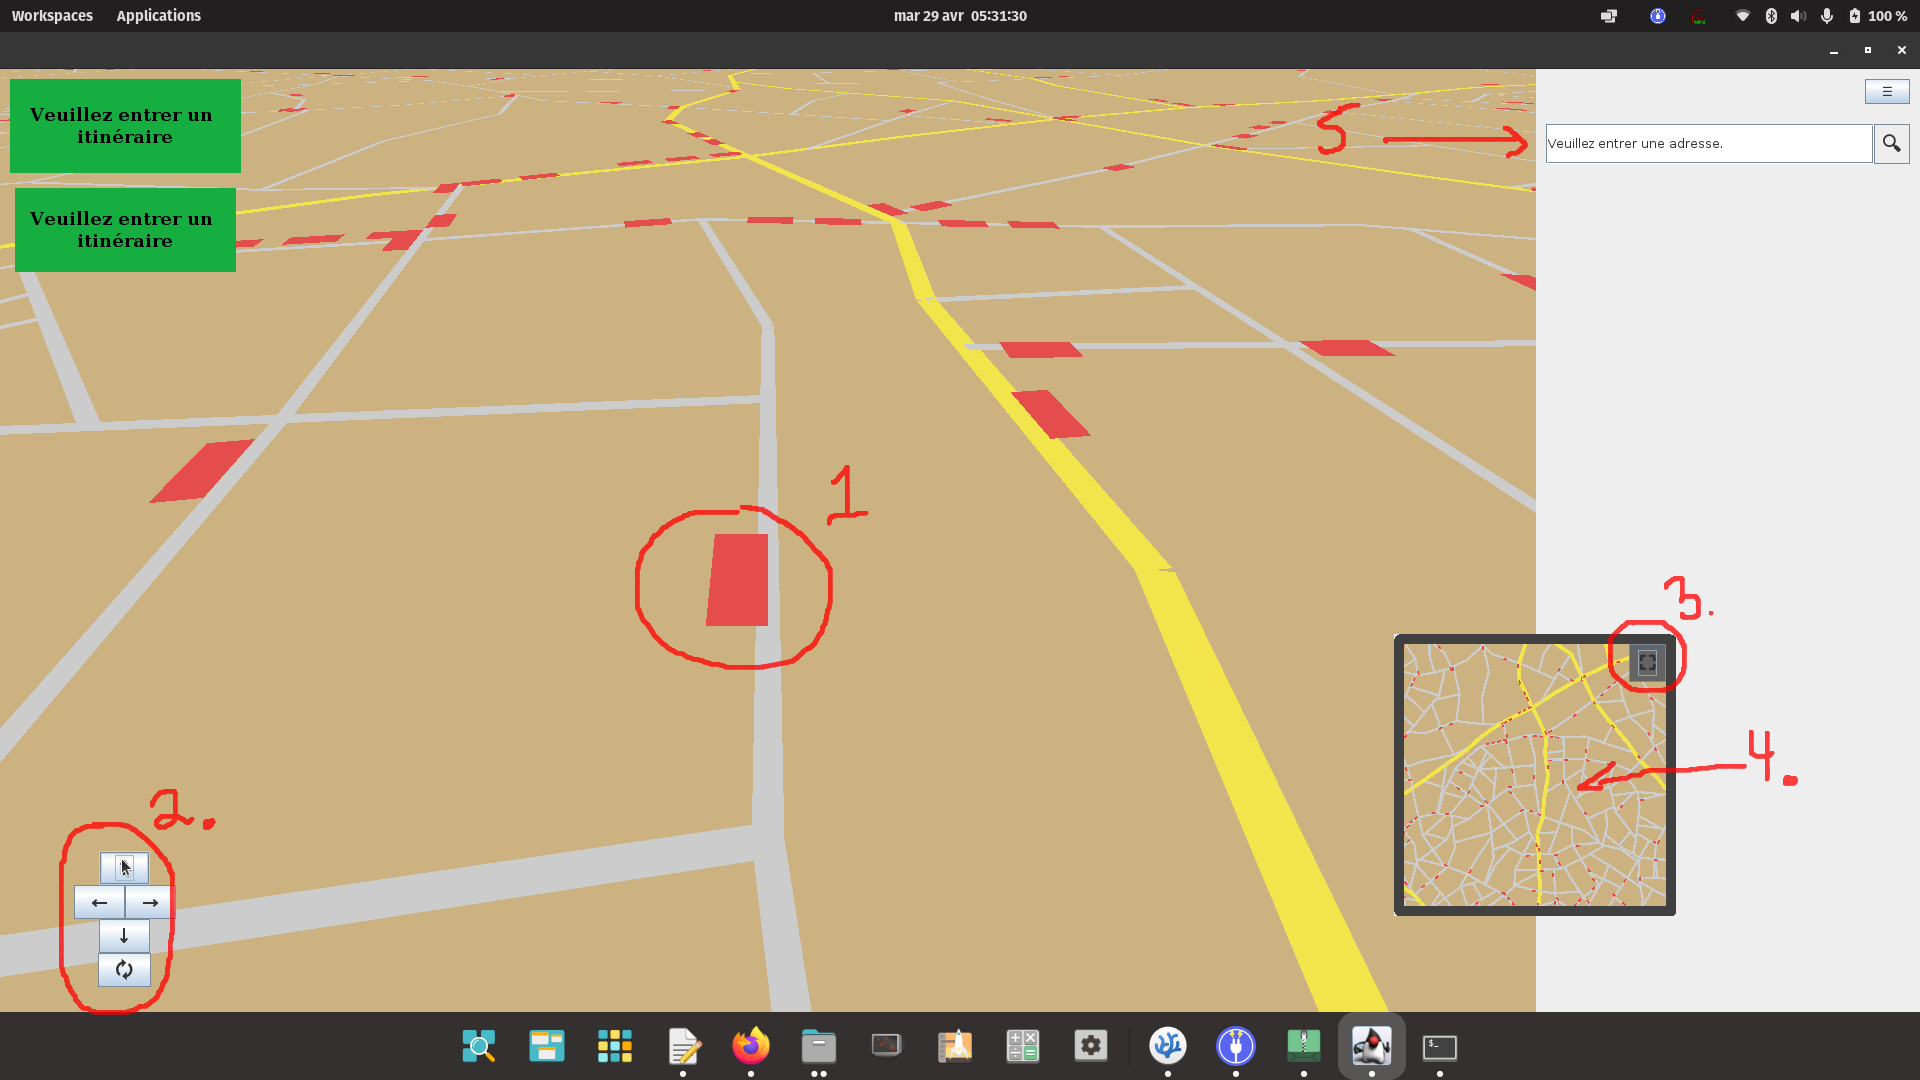 Workspaces Applications mar 29 avr 05:31:30 100 %
Veuillez entrer un
itinéraire
Veuillez entrer un
itinéraire
5
Veuillez entrer une adresse.
1
3.
4.
2.